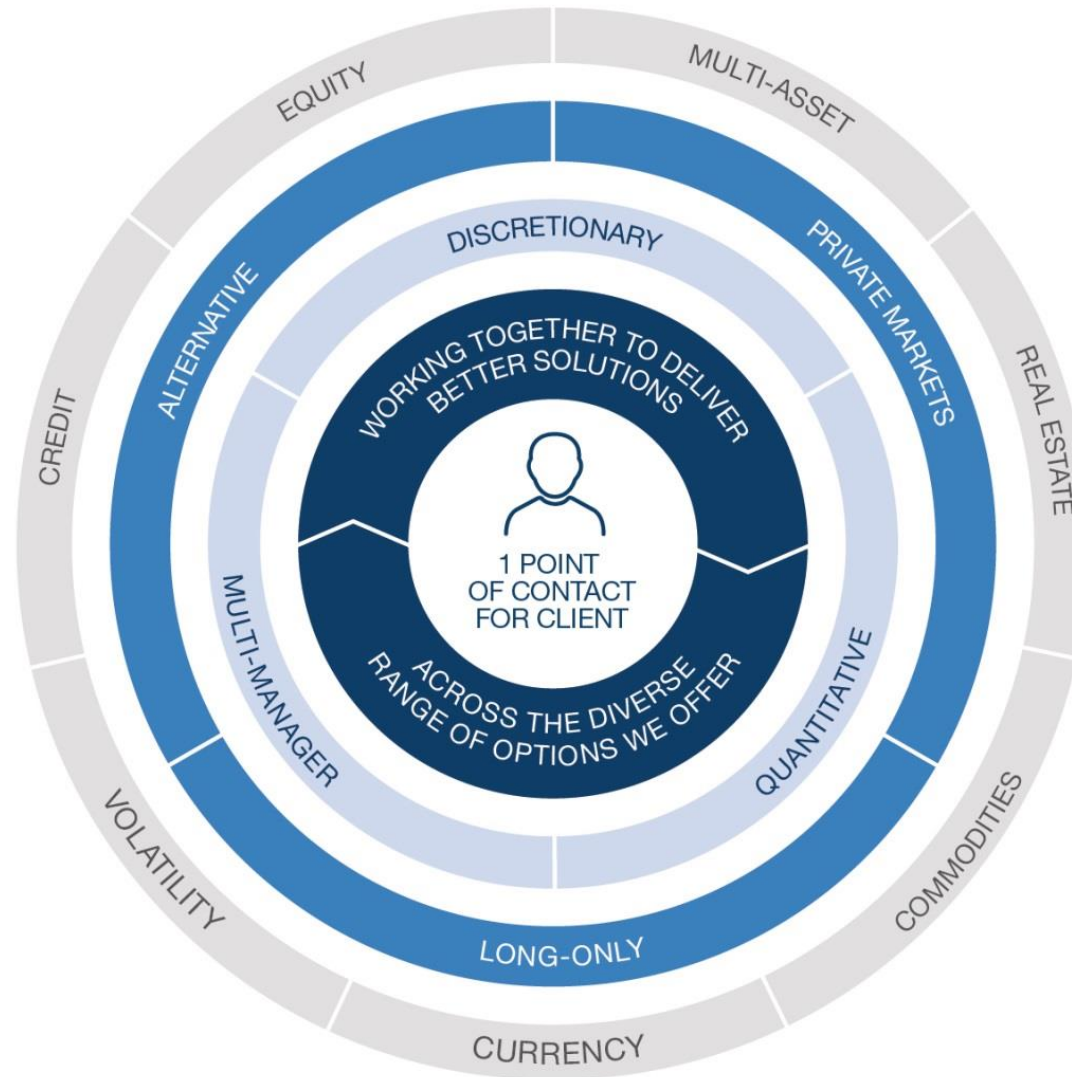 EQUITY
MULTI-ASSET
REAL ESTATE
COMMODITIES
CURRENCY
VOLATILITY
CREDIT
ALTERNATIVE
PRIVATE MARKETS
LONG-ONLY
DISCRETIONARY
QUANTITATIVE
MULTI-MANAGER
WORKING TOGETHER TO DELIVER
BETTER SOLUTIONS
1 POINT
OF CONTACT
FOR CLIENT
ACROSS THE DIVERSE
RANGE OF OPTIONS WE OFFER